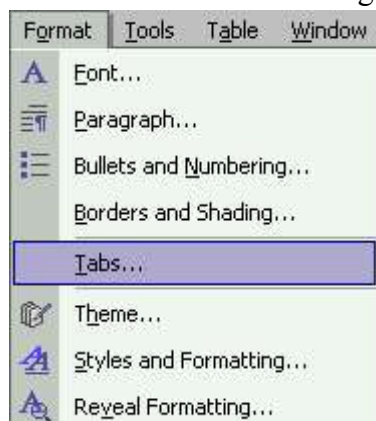 Format Tools Table Window
Font...
Paragraph...
Bullets and Numbering...
Borders and Shading...
Tabs...
Theme...
Styles and Formatting...
Reveal Formatting...